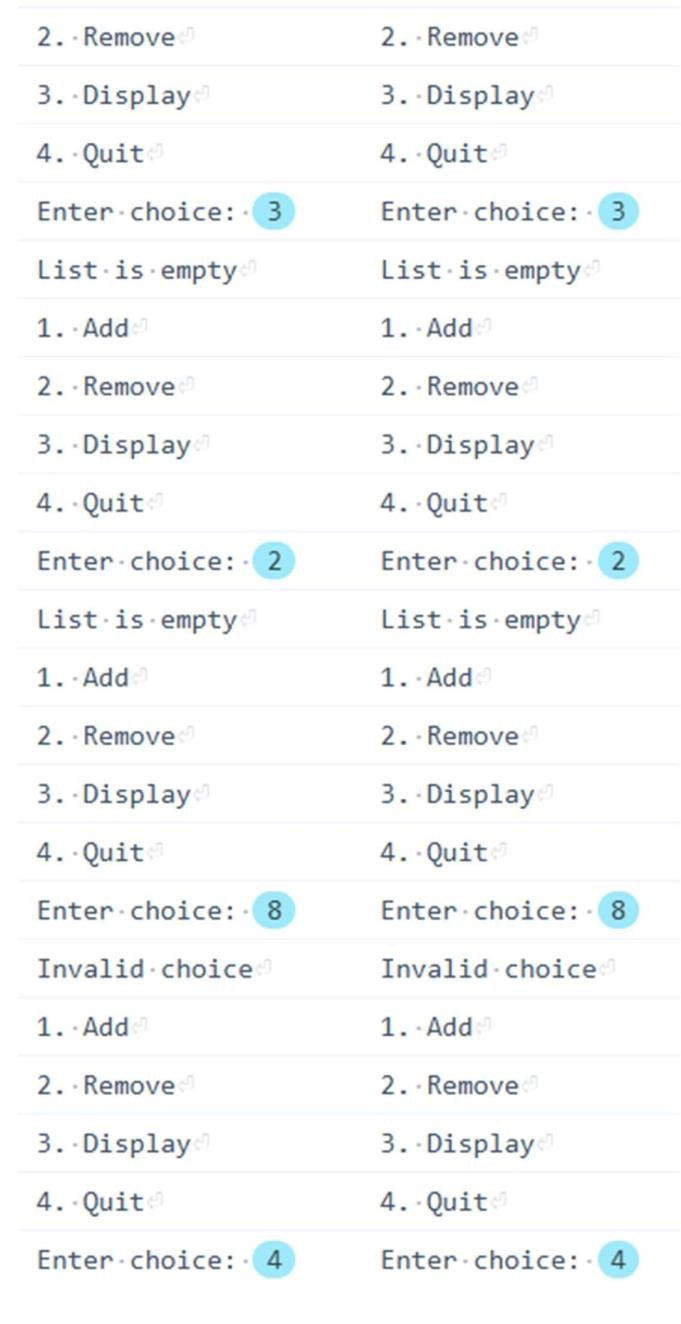 2. Remove 2. Remove
3. Display 3. Display
4. Quit 4. Quit
Enter choice: 3 Enter choice: 3
List is empty List is empty
1. Add 1. Add
2. Remove 2. Remove
3. Display 3. Display
4. Quit 4. Quit
Enter choice: 2 Enter choice: 2
List is empty List is empty
1. Add 1. Add
2. Remove 2. Remove
3. Display 3. Display
4. Quit 4. Quit
Enter choice: 8 Enter choice: 8
Invalid choice Invalid choice
1. Add 1. Add
2. Remove 2. Remove
3. Display 3. Display
4. Quit 4. Quit
Enter choice: 4 Enter choice: 4